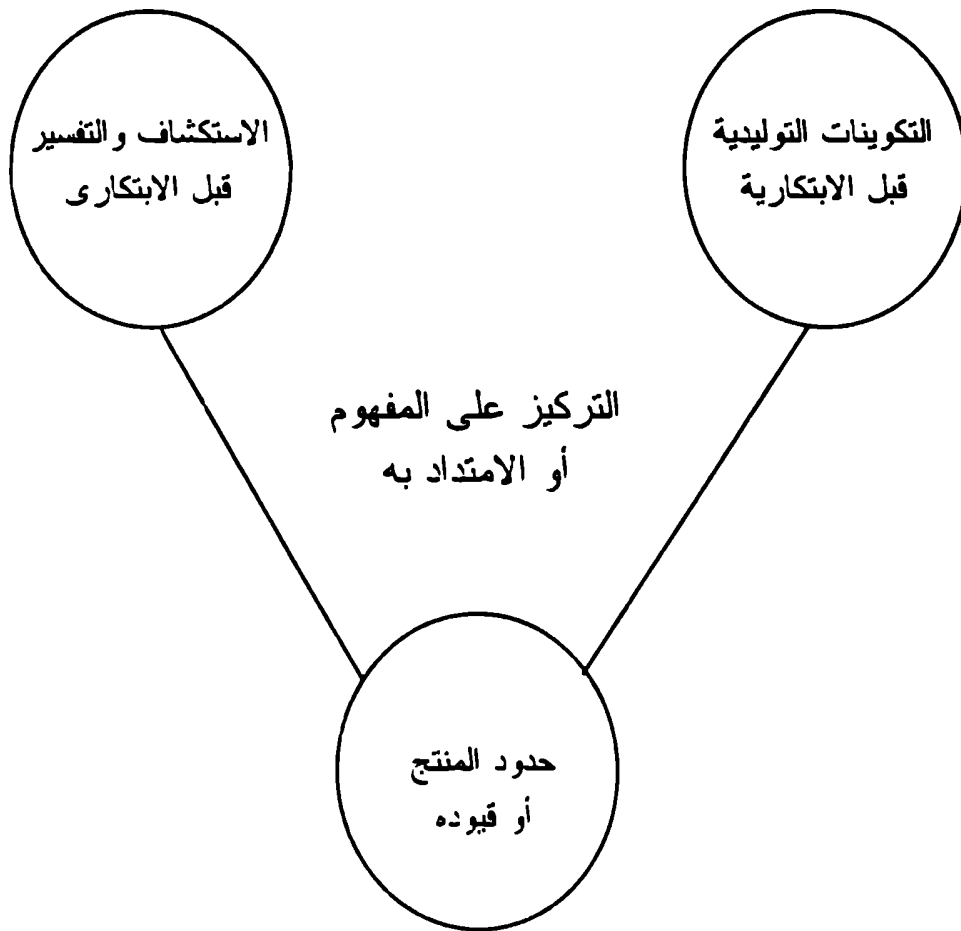 التكوينات التوليدية
قبل الابتكارية
الاستكشاف والتفسير
قبل الابتكارى
التركيز على المفهوم
أو الامتداد به
حدود المنتج
أو قيوده